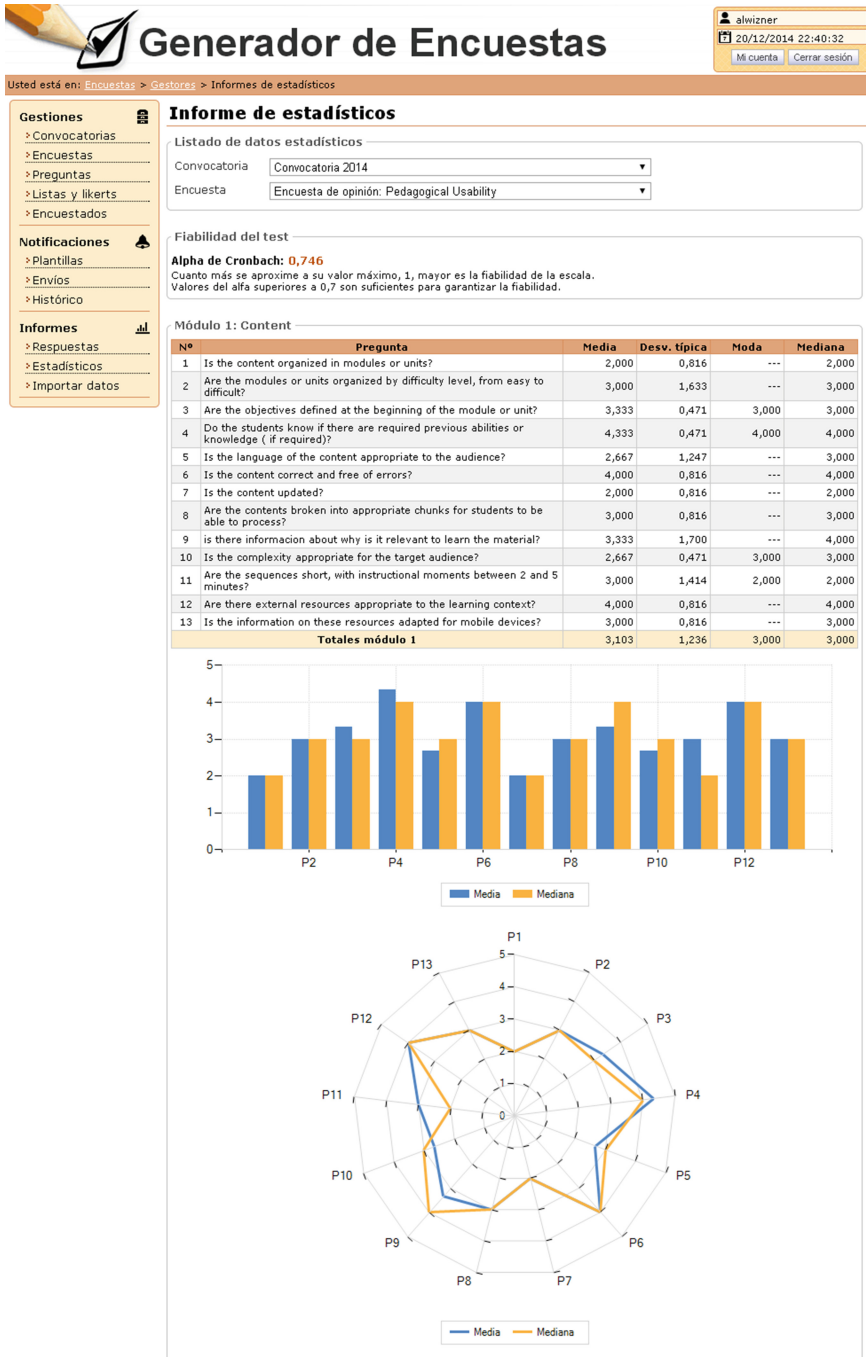 Generador de Encuestas
alwizner
20/12/2014 22:40:32
Mi cuenta Cerrar sesión
Usted está en: Encuestas > Gestores > Informes de estadísticos
Gestiones
Convocatorias
Encuestas
Preguntas
Listas y likerts
Encuestados
Notificaciones
Plantillas
Envíos
Histórico
Informes
Respuestas
Estadísticos
Importar datos
Informe de estadísticos
Listado de datos estadísticos
Convocatoria Convocatoria 2014
Encuesta Encuesta de opinión: Pedagogical Usability
Fiabilidad del test
Alpha de Cronbach: 0,746
Cuanto más se aproxime a su valor máximo, 1, mayor es la fiabilidad de la escala.
Valores del alfa superiores a 0,7 son suficientes para garantizar la fiabilidad.
Módulo 1: Content
Nº Pregunta Media Desv. típica Moda Mediana
1 Is the content organized in modules or units? 2,000 0,816 --- 2,000
2 Are the modules or units organized by difficulty level, from easy to
difficult? 3,000 1,633 --- 3,000
3 Are the objectives defined at the beginning of the module or unit? 3,333 0,471 3,000 3,000
4 Do the students know if there are required previous abilities or
knowledge ( if required)? 4,333 0,471 4,000 4,000
5 Is the language of the content appropriate to the audience? 2,667 1,247 --- 3,000
6 Is the content correct and free of errors? 4,000 0,816 --- 4,000
7 Is the content updated? 2,000 0,816 --- 2,000
8 Are the contents broken into appropriate chunks for students to be
able to process? 3,000 0,816 --- 3,000
9 is there informacion about why is it relevant to learn the material? 3,333 1,700 --- 4,000
10 Is the complexity appropriate for the target audience? 2,667 0,471 3,000 3,000
11 Are the sequences short, with instructional moments between 2 and 5
minutes? 3,000 1,414 2,000 2,000
12 Are there external resources appropriate to the learning context? 4,000 0,816 --- 4,000
13 Is the information on these resources adapted for mobile devices? 3,000 0,816 --- 3,000
Totales módulo 1 3,103 1,236 3,000 3,000
5
4
3
2
1
0
P2 P4 P6 P8 P10 P12
Media Mediana
P1
P2
P3
P4
P5
P6
P7
P8
P9
P10
P11
P12
P13
5
4
3
2
1
0
Media Mediana